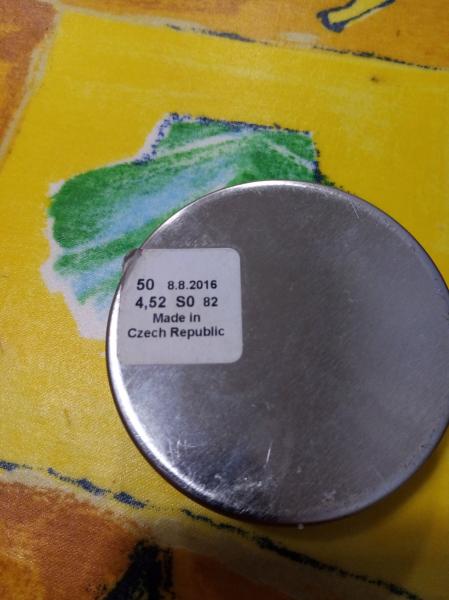 50 8.8.2016
4,52 S0 82
Made in
Czech Republic